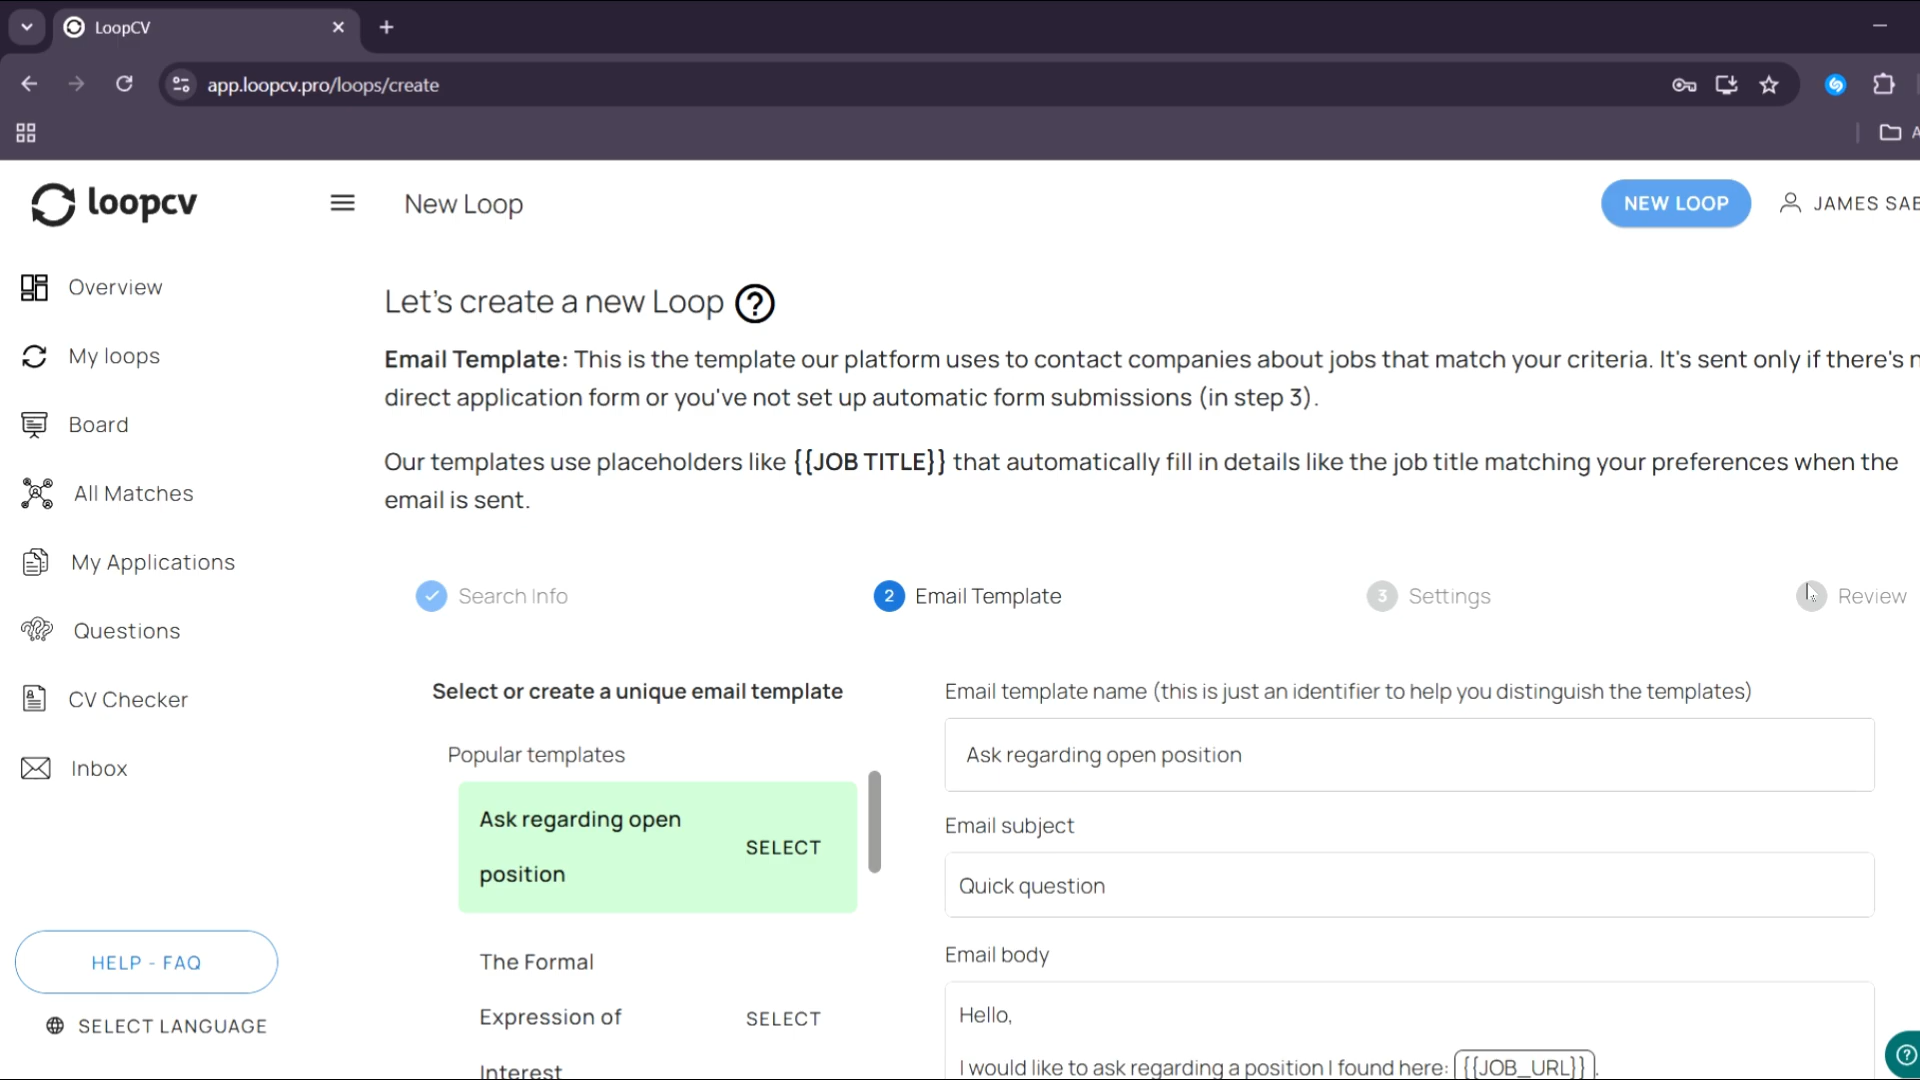 LoopCV
app.loopcv.pro/loops/create
loopcv
New Loop
NEW LOOP
JAMES SAE
Overview
My loops
Board
All Matches
My Applications
Questions
CV Checker
Inbox
HELP - FAQ
SELECT LANGUAGE
Let's create a new Loop
Email Template: This is the template our platform uses to contact companies about jobs that match your criteria. It's sent only if there's n
direct application form or you've not set up automatic form submissions (in step 3).
Our templates use placeholders like {{JOB TITLE}} that automatically fill in details like the job title matching your preferences when the
email is sent.
Search Info
2 Email Template
3 Settings
Review
Select or create a unique email template
Popular templates
Ask regarding open
position
SELECT
The Formal
Expression of
Interest
SELECT
Email template name (this is just an identifier to help you distinguish the templates)
Ask regarding open position
Email subject
Quick question
Email body
Hello,
I would like to ask regarding a position I found here: {{JOB_URL}}.